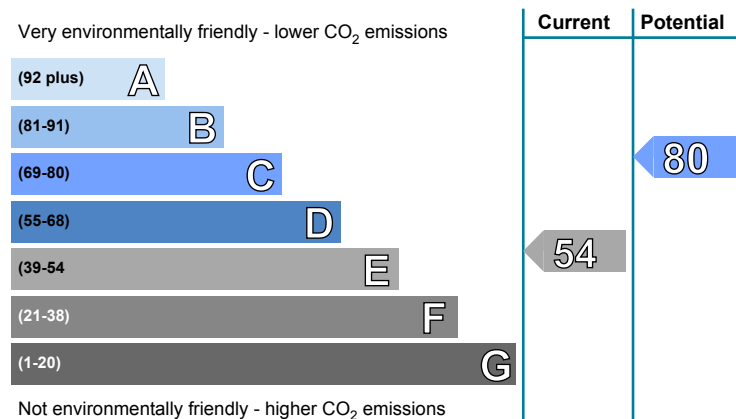 Very environmentally friendly - lower CO₂ emissions
Current
Potential
(92 plus) A
(81-91) B
(69-80) C
80
(55-68) D
(39-54 E
54
(21-38) F
(1-20) G
Not environmentally friendly - higher CO₂ emissions